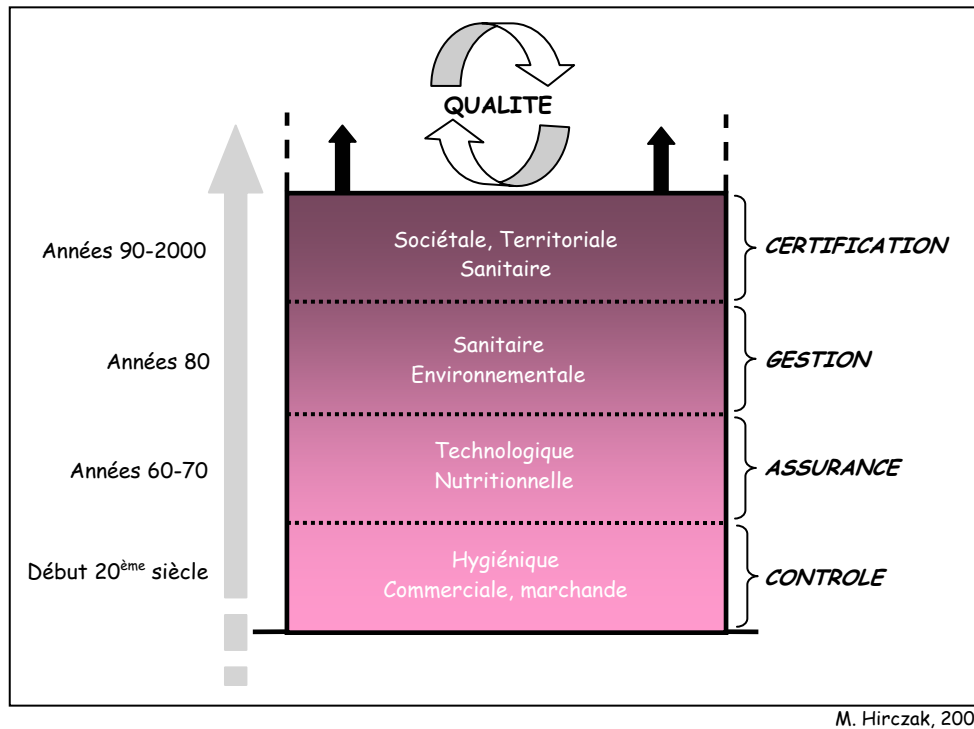 QUALITE
Années 90-2000
Sociétale, Territoriale
Sanitaire
CERTIFICATION
Années 80
Sanitaire
Environnementale
GESTION
Années 60-70
Technologique
Nutritionnelle
ASSURANCE
Début 20ème siècle
Hygiénique
Commerciale, marchande
CONTROLE
M. Hirczak, 200